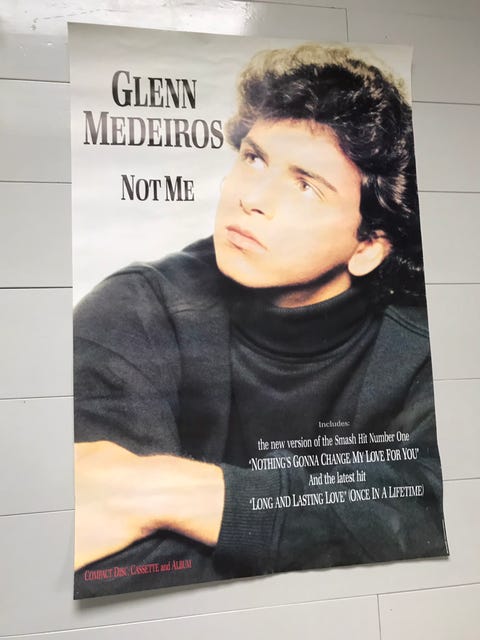 GLENN
MEDEIROS
NOT ME
Includes:
the new version of the Smash Hit Number One
'NOTHING'S GONNA CHANGE MY LOVE FOR YOU'
And the latest hit
'LONG AND LASTING LOVE' (ONCE IN A LIFETIME)
COMPACT DISC, CASSETTE and ALBUM